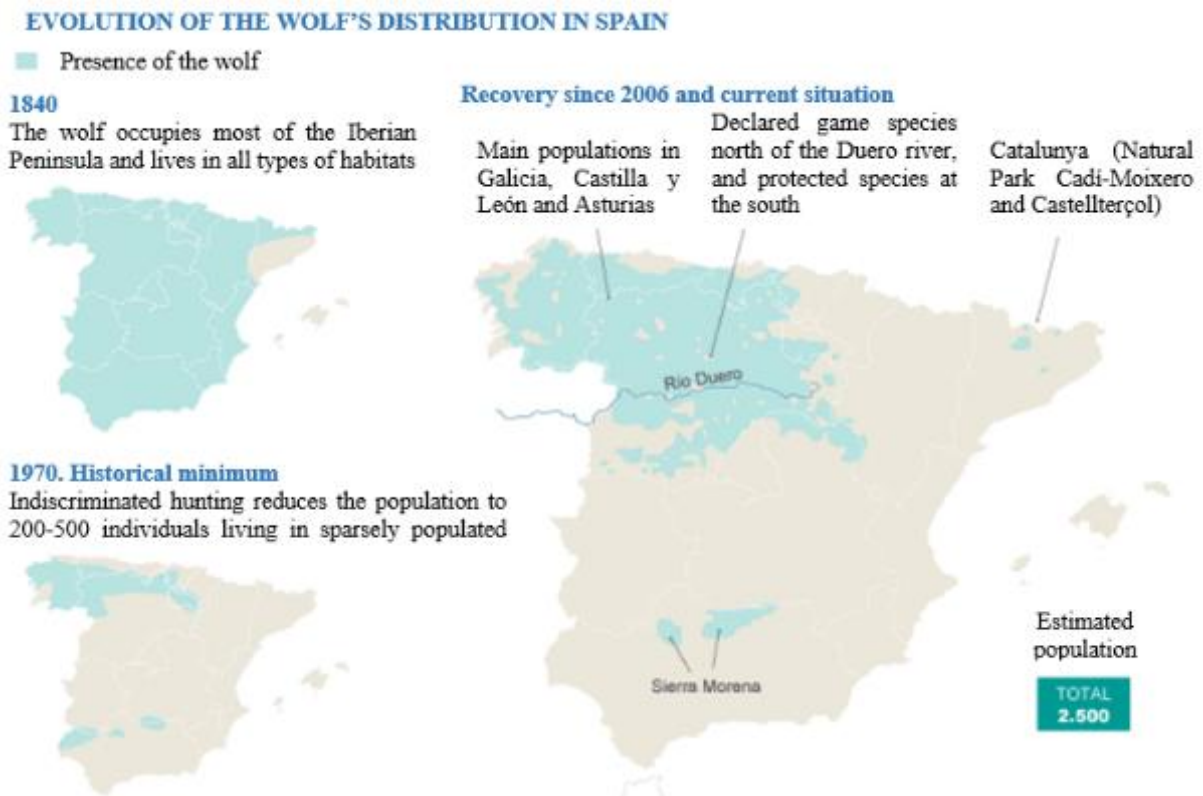 EVOLUTION OF THE WOLF'S DISTRIBUTION IN SPAIN
Presence of the wolf
1840
The wolf occupies most of the Iberian
Peninsula and lives in all types of habitats
Recovery since 2006 and current situation
Main populations in
Galicia, Castilla y
León and Asturias
Declared game species
north of the Duero river,
and protected species at
the south
Catalunya (Natural
Park Cadí-Moixero
and Castellterçol)
Río Duero
1970. Historical minimum
Indiscriminated hunting reduces the population to
200-500 individuals living in sparsely populated
Sierra Morena
Estimated
population
TOTAL
2.500